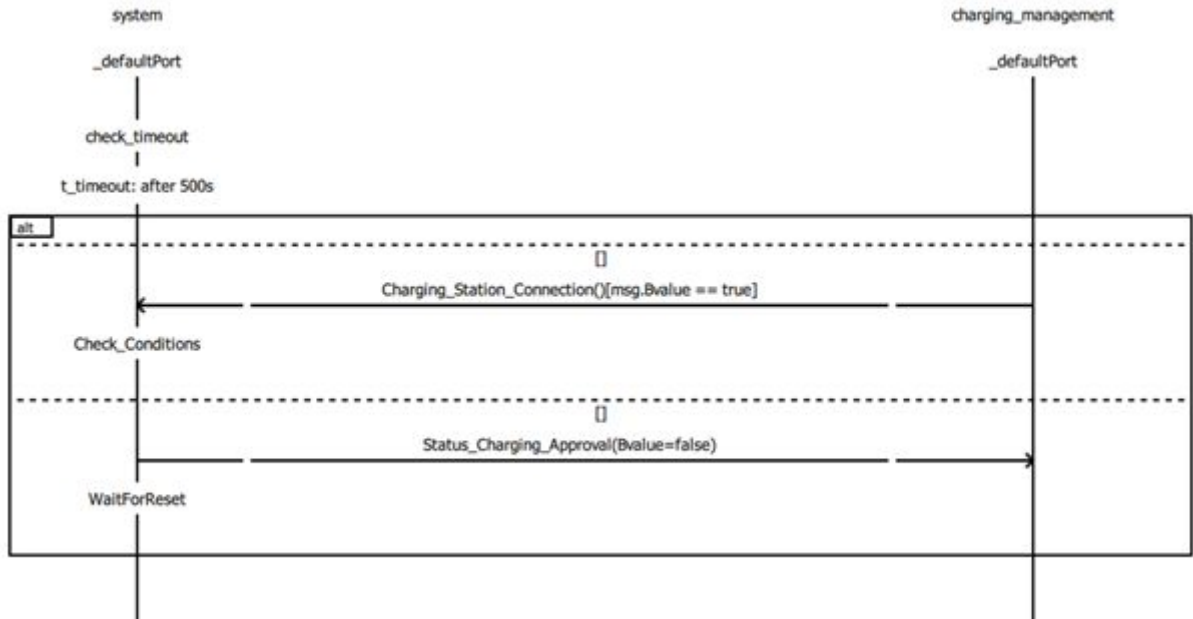 system
charging_management
_defaultPort
_defaultPort
check_timeout
t_timeout: after 500s
alt
[]
Charging_Station_Connection()[msg.Bvalue == true]
Check_Conditions
[]
Status_Charging_Approval(Bvalue=false)
WaitForReset